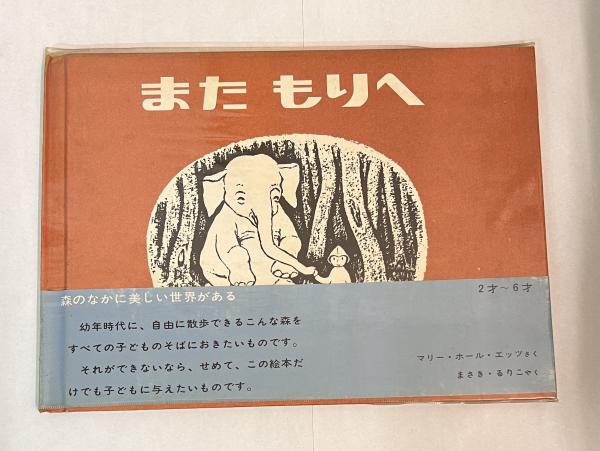 また もりへ
森のなかに美しい世界がある
2才～6才
幼年時代に、自由に散歩できるこんな森を
すべての子どものそばにおきたいものです。
それができないなら、せめて、この絵本だ
けでも子どもに与えたいものです。
マリー・ホール・エッツさく
まさき・るりこやく